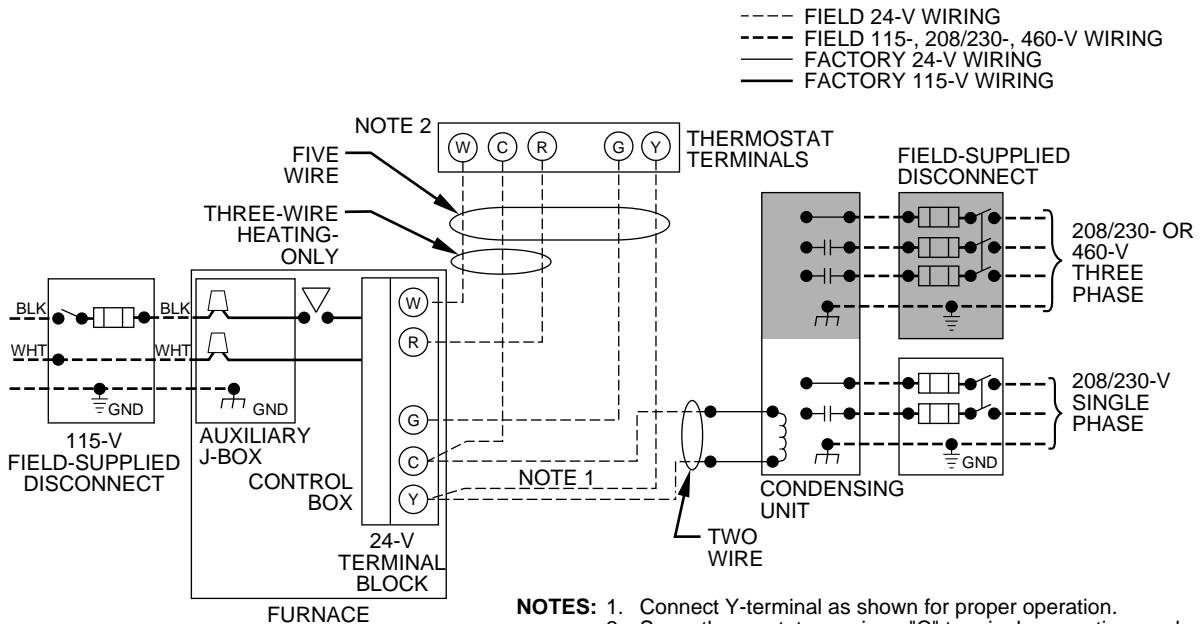 FIELD 24-V WIRING
FIELD 115-, 208/230-, 460-V WIRING
FACTORY 24-V WIRING
FACTORY 115-V WIRING
NOTE 2
W
C
R
G
Y
THERMOSTAT
TERMINALS
FIVE
WIRE
THREE-WIRE
HEATING-
ONLY
FIELD-SUPPLIED
DISCONNECT
208/230- OR
460-V
THREE
PHASE
BLK
BLK
WHT
WHT
GND
GND
115-V
FIELD-SUPPLIED
DISCONNECT
AUXILIARY
J-BOX
CONTROL
BOX
W
R
G
C
Y
24-V
TERMINAL
BLOCK
FURNACE
NOTE 1
TWO
WIRE
CONDENSING
UNIT
GND
208/230-V
SINGLE
PHASE
NOTES: 1. Connect Y-terminal as shown for proper operation.